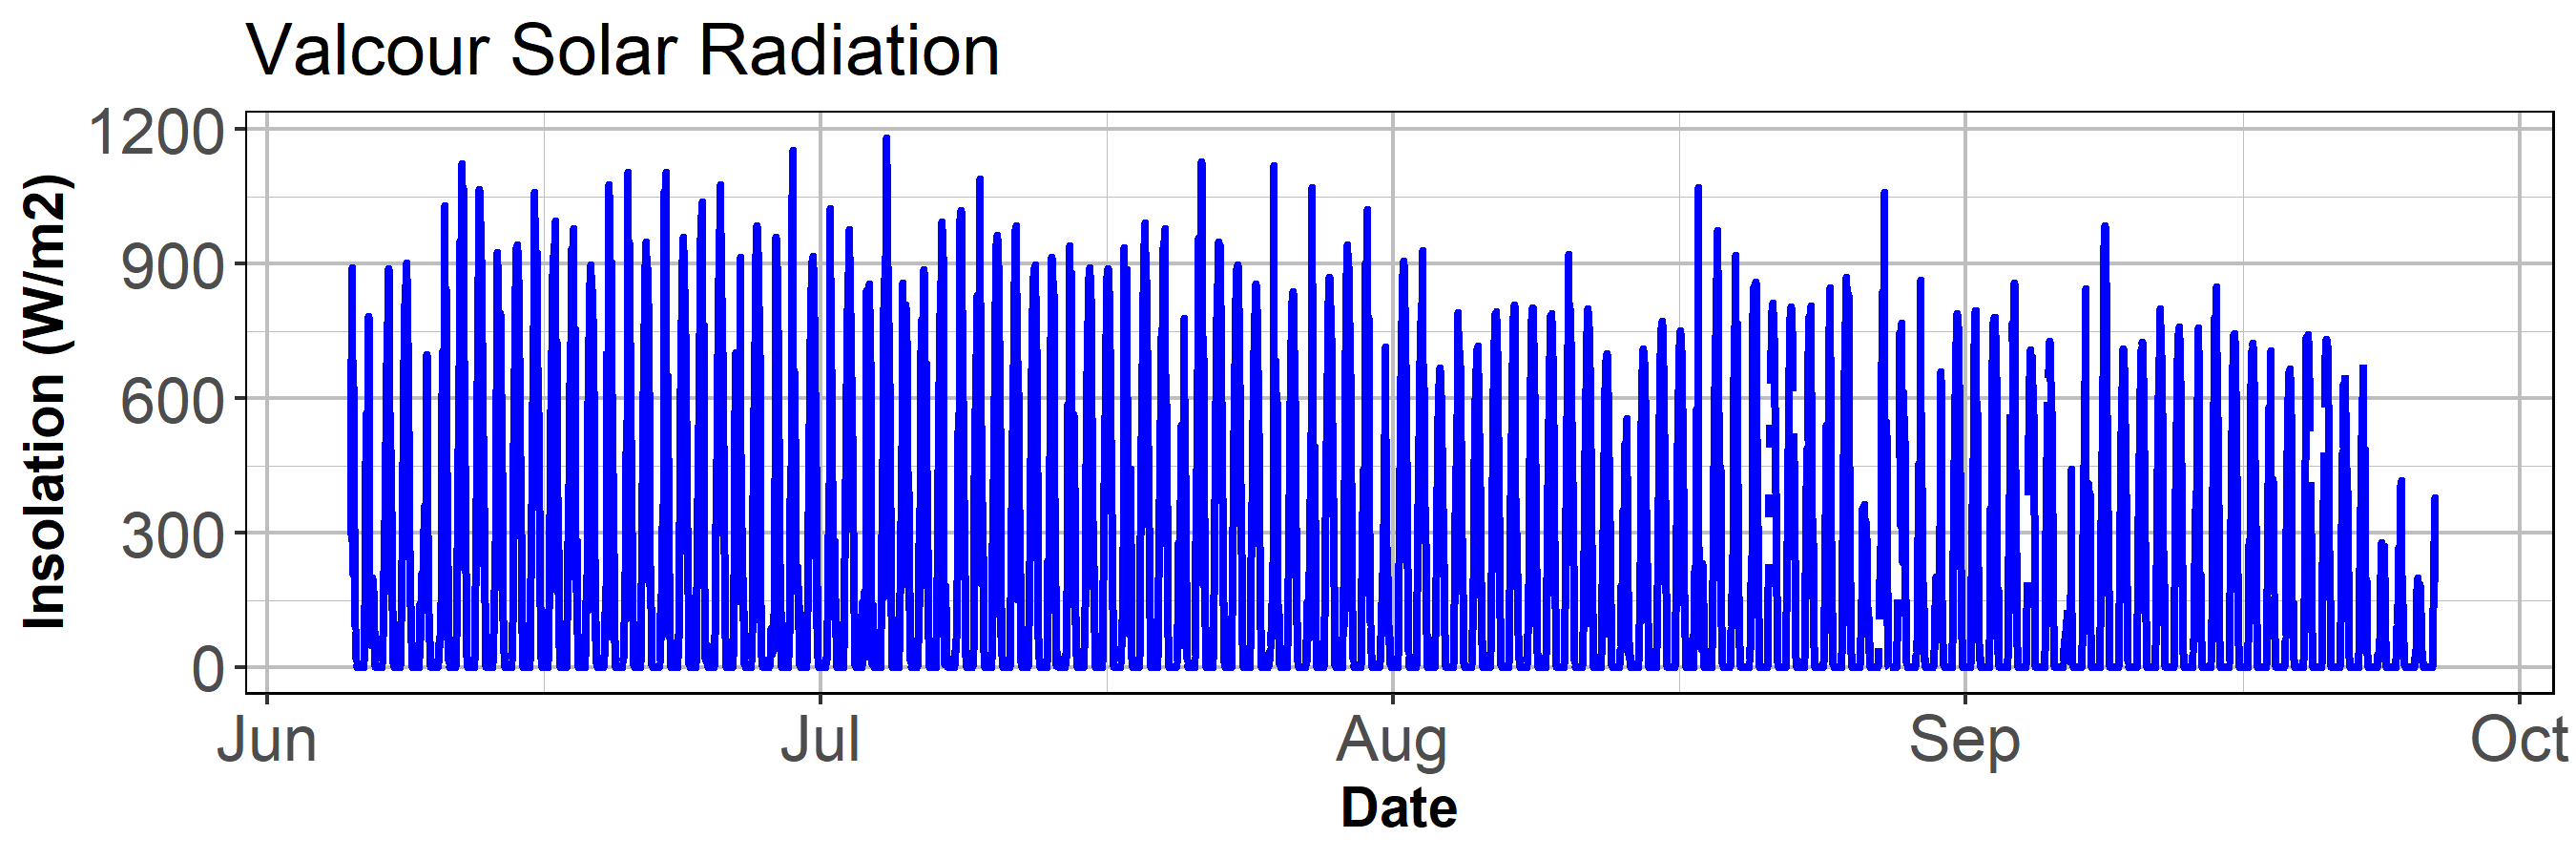 Valcour Solar Radiation
1200
900
600
300
0
Insolation (W/m2)
Jun Jul Aug Sep Oct
Date